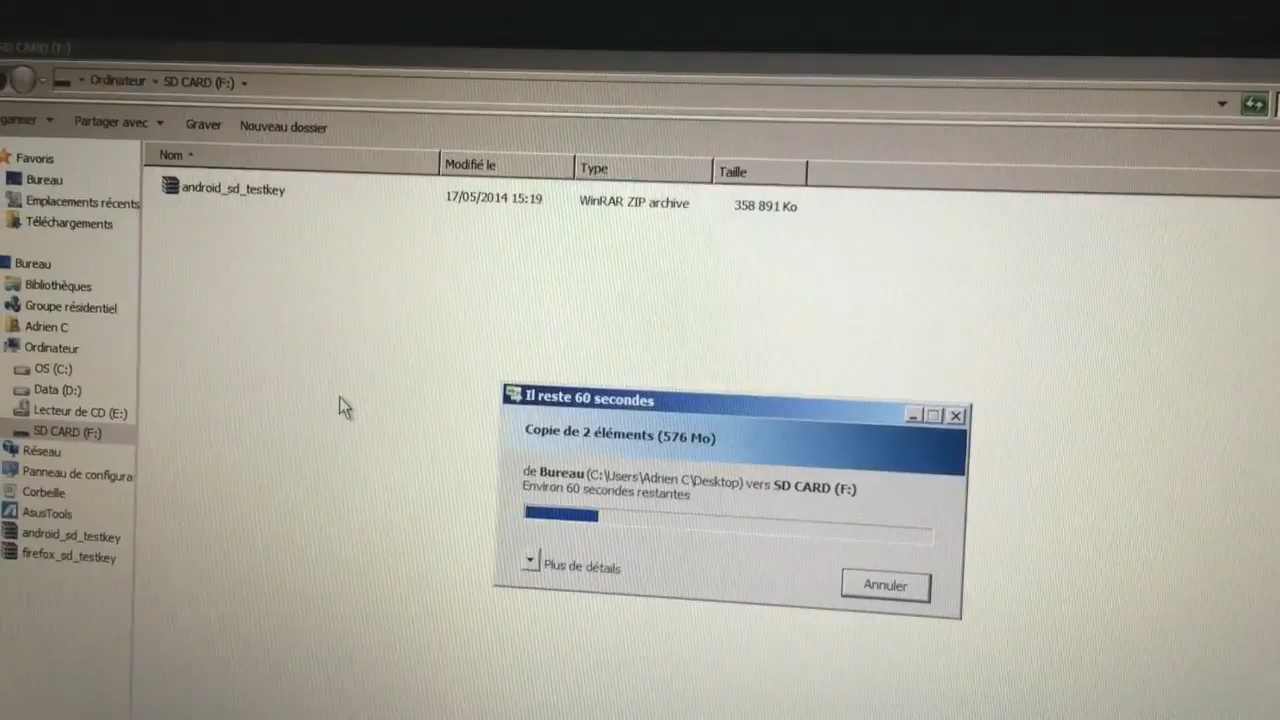 SD CARD (F:)
Ordinateur SD CARD (F:)
Partager avec Graver Nouveau dossier
Nom Modifié le Type Taille
android_sd_testkey 17/05/2014 15:19 WinRAR ZIP archive 358 891 Ko
Favoris
Bureau
Emplacements récents
Téléchargements
Bureau
Bibliothèques
Groupe résidentiel
Adrien C
Ordinateur
OS (C:)
Data (D:)
Lecteur de CD (E:)
SD CARD (F:)
Réseau
Panneau de configura
Corbeille
AsusTools
android_sd_testkey
firefox_sd_testkey
Il reste 60 secondes
Copie de 2 éléments (576 Mo)
de Bureau (C:\Users\Adrien C\Desktop) vers SD CARD (F:)
Environ 60 secondes restantes
Plus de détails
Annuler